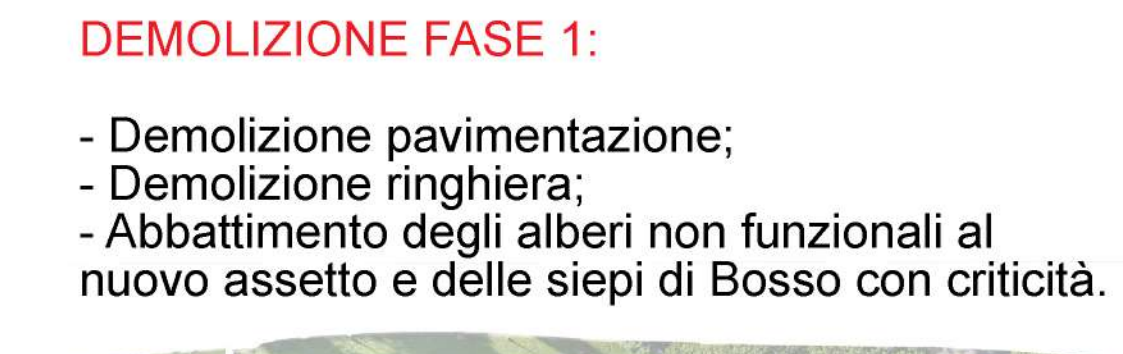 DEMOLIZIONE FASE 1:
- Demolizione pavimentazione;
- Demolizione ringhiera;
- Abbattimento degli alberi non funzionali al
nuovo assetto e delle siepi di Bosso con criticità.